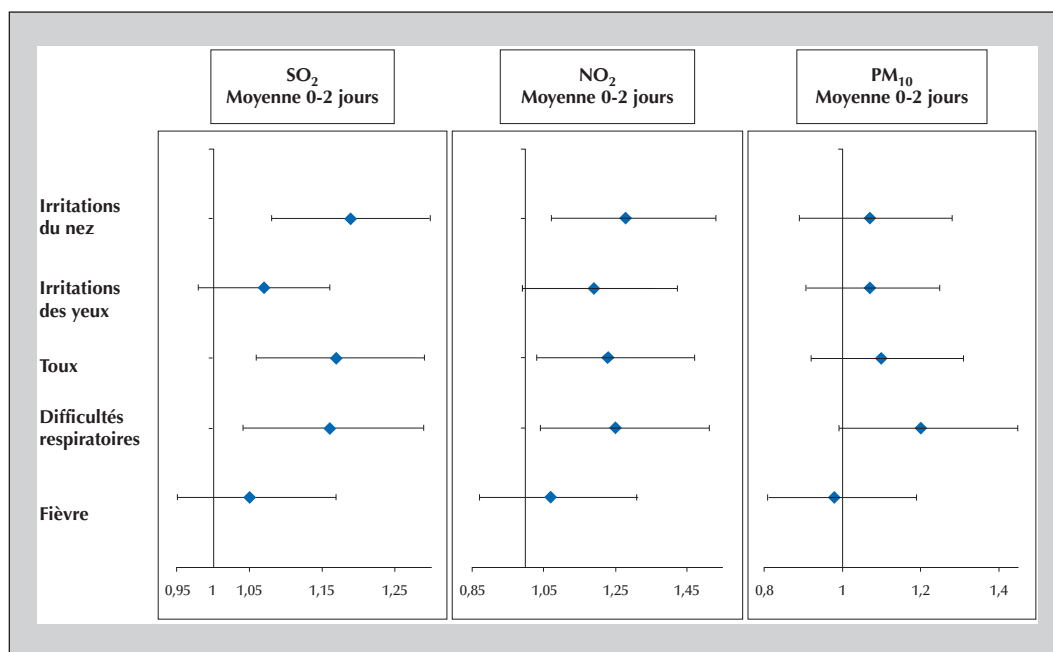 SO₂
Moyenne 0-2 jours
NO₂
Moyenne 0-2 jours
PM₁₀
Moyenne 0-2 jours
Irritations
du nez
Irritations
des yeux
Toux
Difficultés
respiratoires
Fièvre
0,95 1 1,05 1,15 1,25
0,85 1,05 1,25 1,45
0,8 1 1,2 1,4